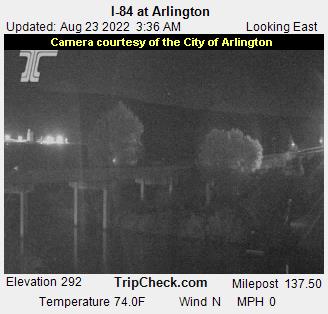 I-84 at Arlington
Updated: Aug 23 2022 3:36 AM Looking East
Camera courtesy of the City of Arlington
Elevation 292 TripCheck.com Milepost 137.50
Temperature 74.0F Wind N MPH 0